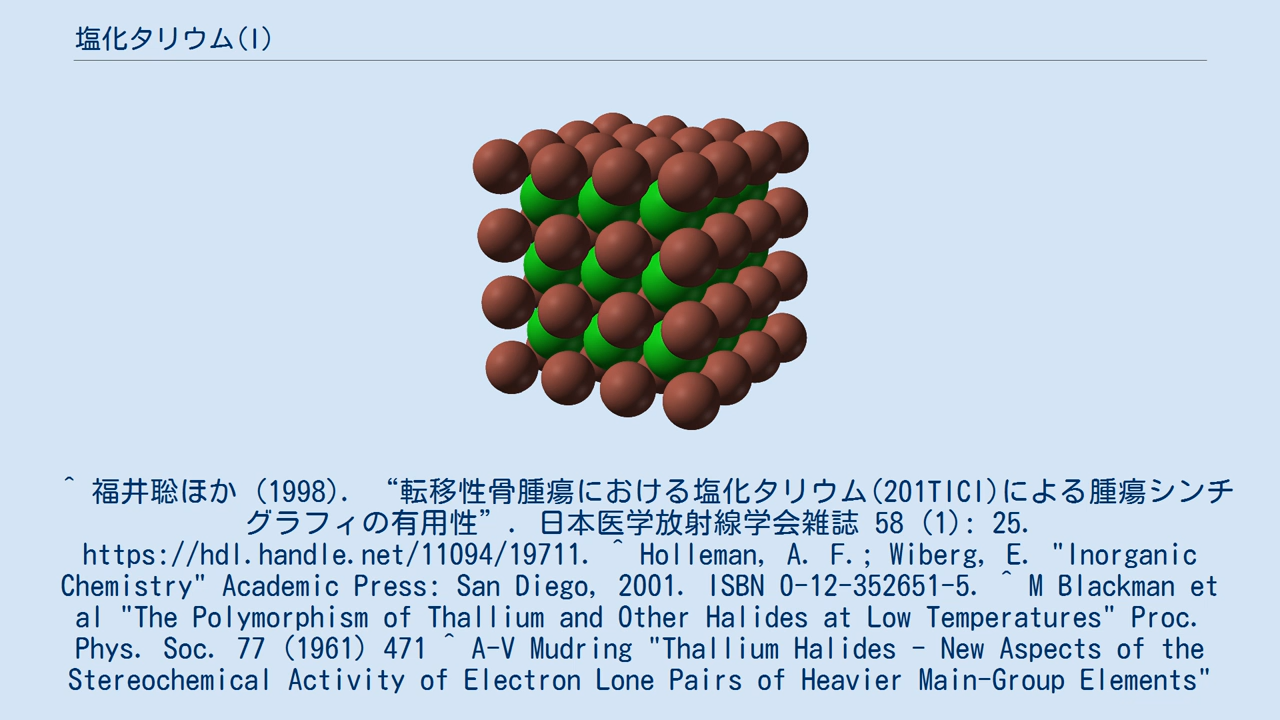 塩化タリウム(I)
^ 福井聡ほか (1998). “転移性骨腫瘍における塩化タリウム(201TlCl)による腫瘍シンチ
グラフィの有用性”. 日本医学放射線学会雑誌 58 (1): 25.
https://hdl.handle.net/11094/19711. ^ Holleman, A. F.; Wiberg, E. "Inorganic
Chemistry" Academic Press: San Diego, 2001. ISBN 0-12-352651-5. ^ M Blackman et
al "The Polymorphism of Thallium and Other Halides at Low Temperatures" Proc.
Phys. Soc. 77 (1961) 471 ^ A-V Mudring "Thallium Halides - New Aspects of the
Stereochemical Activity of Electron Lone Pairs of Heavier Main-Group Elements"